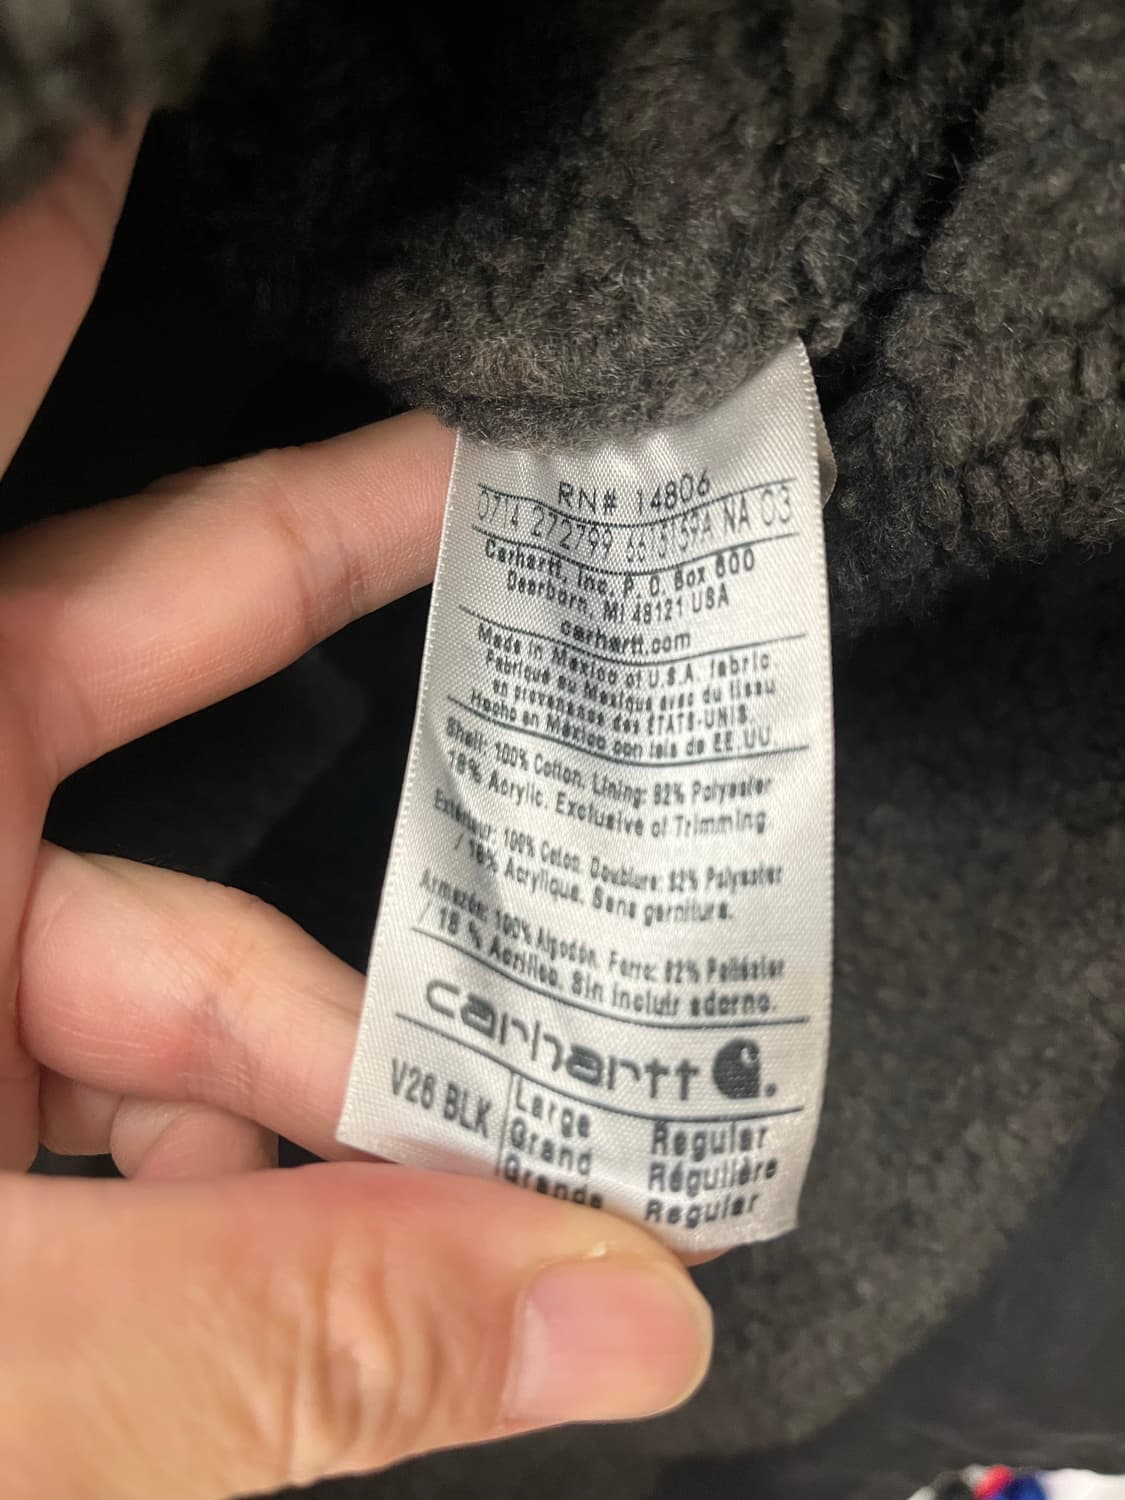 RN# 14806
0714 272799 66 5159A NA 03
Carhartt, Inc. P.O. Box 600
Dearborn, MI 48121 USA
carhartt.com
Made in Mexico of U.S.A. fabric.
Fabriqué au Mexique avec du tissu
en provenance des ÉTATS-UNIS.
Hecho en México con tela de EE.UU.
Shell: 100% Cotton. Lining: 82% Polyester
18% Acrylic. Exclusive of Trimming.
Extérieur: 100% Coton. Doublure: 82% Polyester
/ 18% Acrylique. Sans garniture.
Armazón: 100% Algodón. Forro: 82% Poliéster
/ 18 % Acrílico. Sin incluir adorno.
carhartt
V26 BLK Large Regular
Grand Régulière
Grande Regular